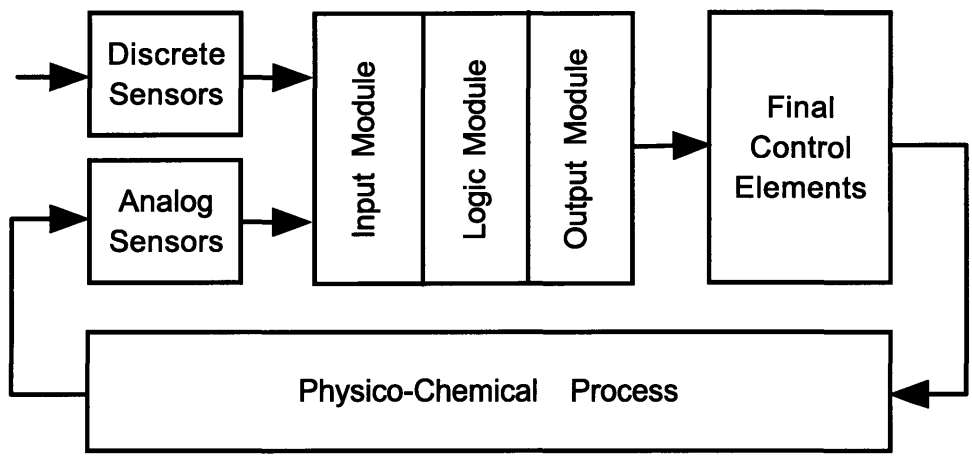 Discrete
Sensors
Analog
Sensors
Input Module
Logic Module
Output Module
Final
Control
Elements
Physico-Chemical Process